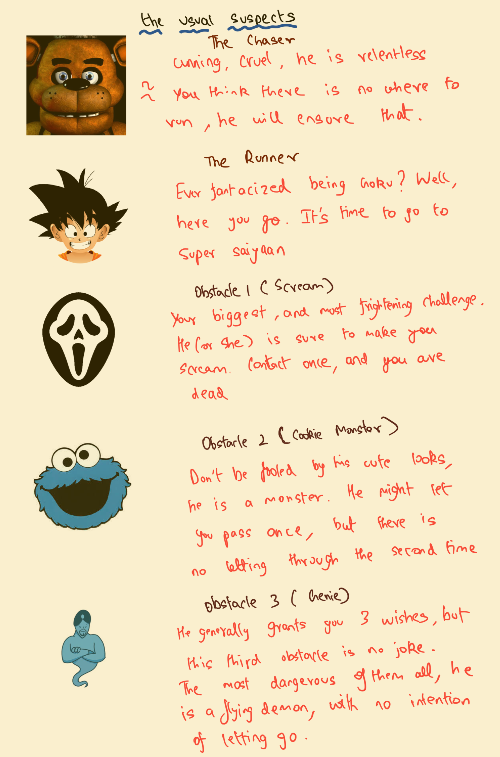 the usual suspects
The Chaser
cunning, cruel, he is relentless
~ You think there is no where to
~ run, he will ensure that.
The Runner
Ever fantacized being Goku? Well,
here you go. It's time to go to
super saiyaan
Obstacle 1 (Scream)
Your biggest, and most frightening challenge.
He (or she) is sure to make you
scream. Contact once, and you are
dead
Obstacle 2 (Cookie Monster)
Don't be fooled by his cute looks,
he is a monster. He might let
you pass once, but there is
no letting through the second time
Obstacle 3 (Genie)
He generally grants you 3 wishes, but
this third obstacle is no joke.
The most dangerous of them all, he
is a flying demon, with no intention
of letting go.